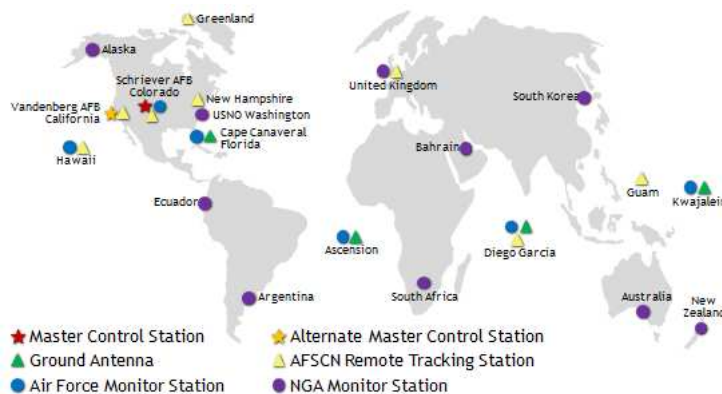 Greenland
Alaska
Schriever AFB
Colorado
Vandenberg AFB
California
New Hampshire
USNO Washington
Cape Canaveral
Florida
Hawaii
United Kingdom
South Korea
Bahrain
Guam
Kwajalein
Ecuador
Ascension
Diego Garcia
Argentina
South Africa
Australia
New
Zealand
Master Control Station
Alternate Master Control Station
Ground Antenna
AFSCN Remote Tracking Station
Air Force Monitor Station
NGA Monitor Station